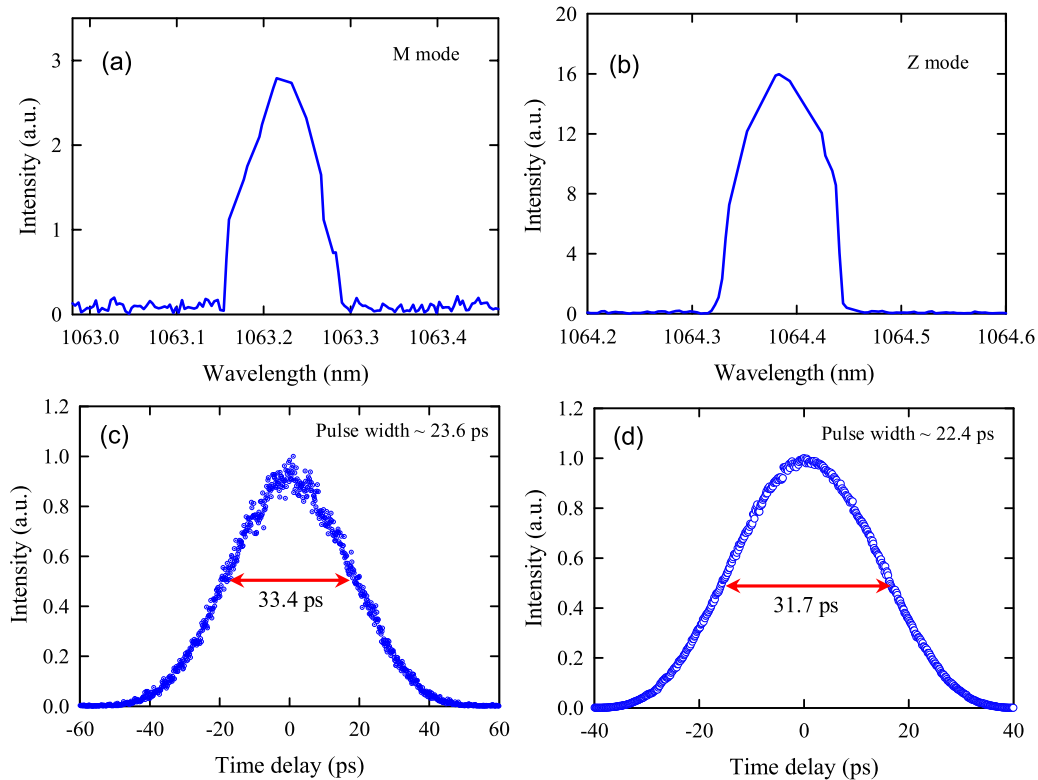 (a)
M mode
3
2
1
0
Intensity (a.u.)
1063.0 1063.1 1063.2 1063.3 1063.4
Wavelength (nm)
(b)
Z mode
20
16
12
8
4
0
Intensity (a.u.)
1064.2 1064.3 1064.4 1064.5 1064.6
Wavelength (nm)
(c)
Pulse width ~ 23.6 ps
1.2
1.0
0.8
0.6
0.4
0.2
0.0
Intensity (a.u.)
33.4 ps
-60 -40 -20 0 20 40 60
Time delay (ps)
(d)
Pulse width ~ 22.4 ps
1.2
1.0
0.8
0.6
0.4
0.2
0.0
Intensity (a.u.)
31.7 ps
-40 -20 0 20 40
Time delay (ps)